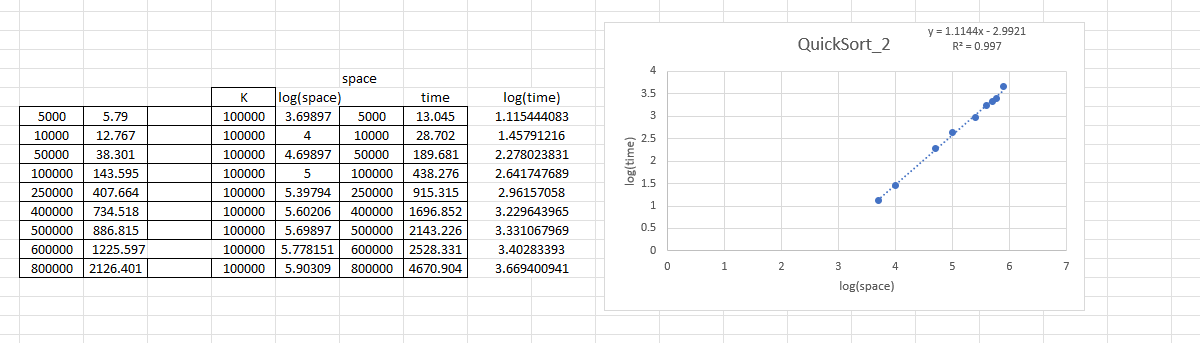 space
K log(space) time log(time)
5000 5.79 100000 3.69897 5000 13.045 1.115444083
10000 12.767 100000 4 10000 28.702 1.45791216
50000 38.301 100000 4.69897 50000 189.681 2.278023831
100000 143.595 100000 5 100000 438.276 2.641747689
250000 407.664 100000 5.39794 250000 915.315 2.96157058
400000 734.518 100000 5.60206 400000 1696.852 3.229643965
500000 886.815 100000 5.69897 500000 2143.226 3.331067969
600000 1225.597 100000 5.778151 600000 2528.331 3.40283393
800000 2126.401 100000 5.90309 800000 4670.904 3.669400941
QuickSort_2
y = 1.1144x - 2.9921
R² = 0.997
4
3.5
3
2.5
2
1.5
1
0.5
0
log(time)
0 1 2 3 4 5 6 7
log(space)